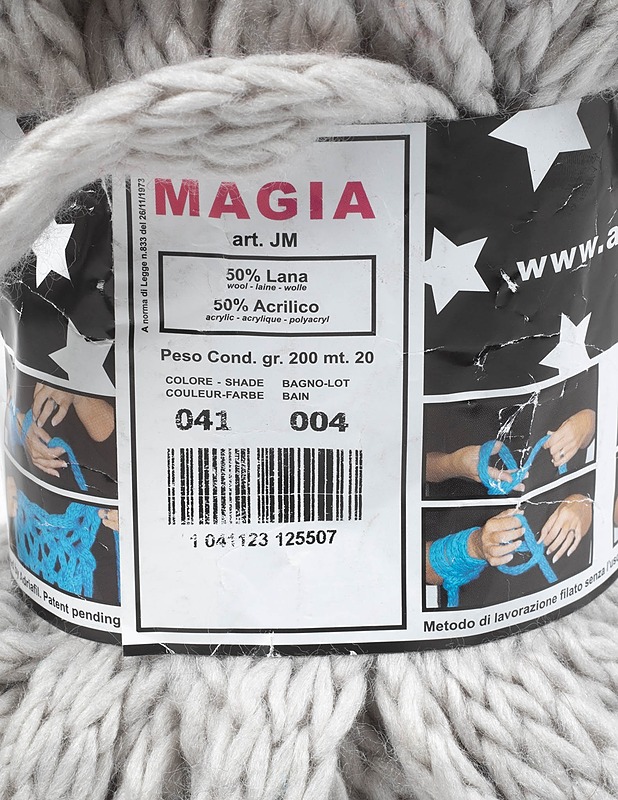 A norma di Legge n.833 del 26/11/1973
MAGIA
art. JM
50% Lana
wool - laine - wolle
50% Acrilico
acrylic - acrylique - polyacryl
Peso Cond. gr. 200 mt. 20
COLORE - SHADE BAGNO-LOT
COULEUR-FARBE BAIN
041 004
1 041123 125507
www.a
by Adriafil. Patent pending
Metodo di lavorazione filato senza l'uso